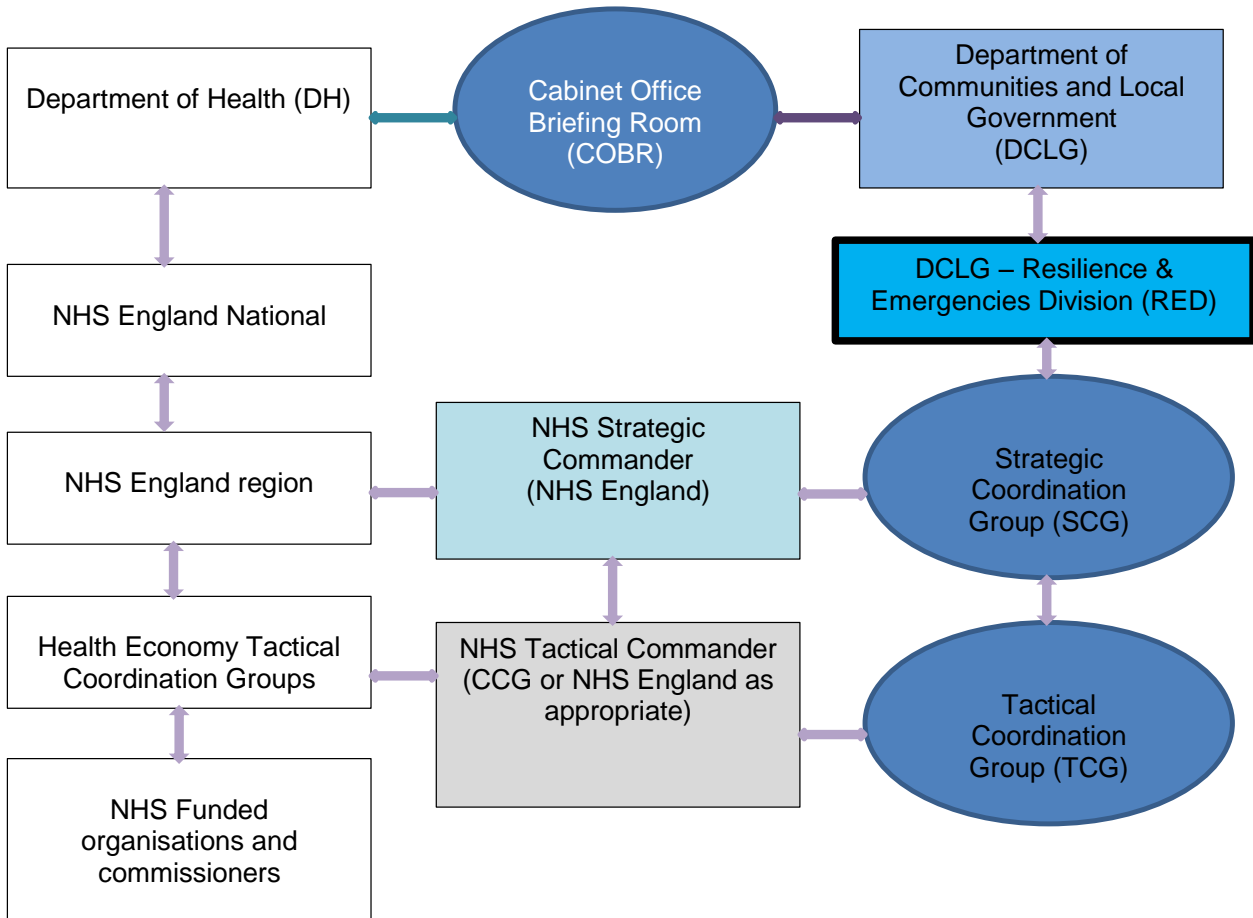 Department of Health (DH)
Cabinet Office
Briefing Room
(COBR)
Department of
Communities and Local
Government
(DCLG)
DCLG – Resilience &
Emergencies Division (RED)
NHS England National
NHS England region
NHS Strategic
Commander
(NHS England)
Strategic
Coordination
Group (SCG)
Health Economy Tactical
Coordination Groups
NHS Tactical Commander
(CCG or NHS England as
appropriate)
Tactical
Coordination
Group (TCG)
NHS Funded
organisations and
commissioners